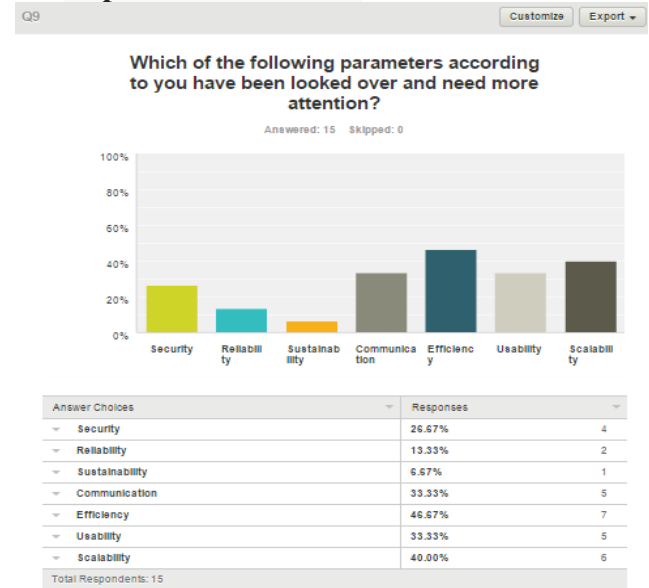 Q9
Customize
Export
Which of the following parameters according
to you have been looked over and need more
attention?
Answered: 15 Skipped: 0
100%
80%
60%
40%
20%
0%
Security
Reliabili
ty
Sustainab
ility
Communica
tion
Efficienc
y
Usability
Scalabili
ty
Answer Choices Responses
Security 26.67% 4
Reliability 13.33% 2
Sustainability 6.67% 1
Communication 33.33% 5
Efficiency 46.67% 7
Usability 33.33% 5
Scalability 40.00% 6
Total Respondents: 15